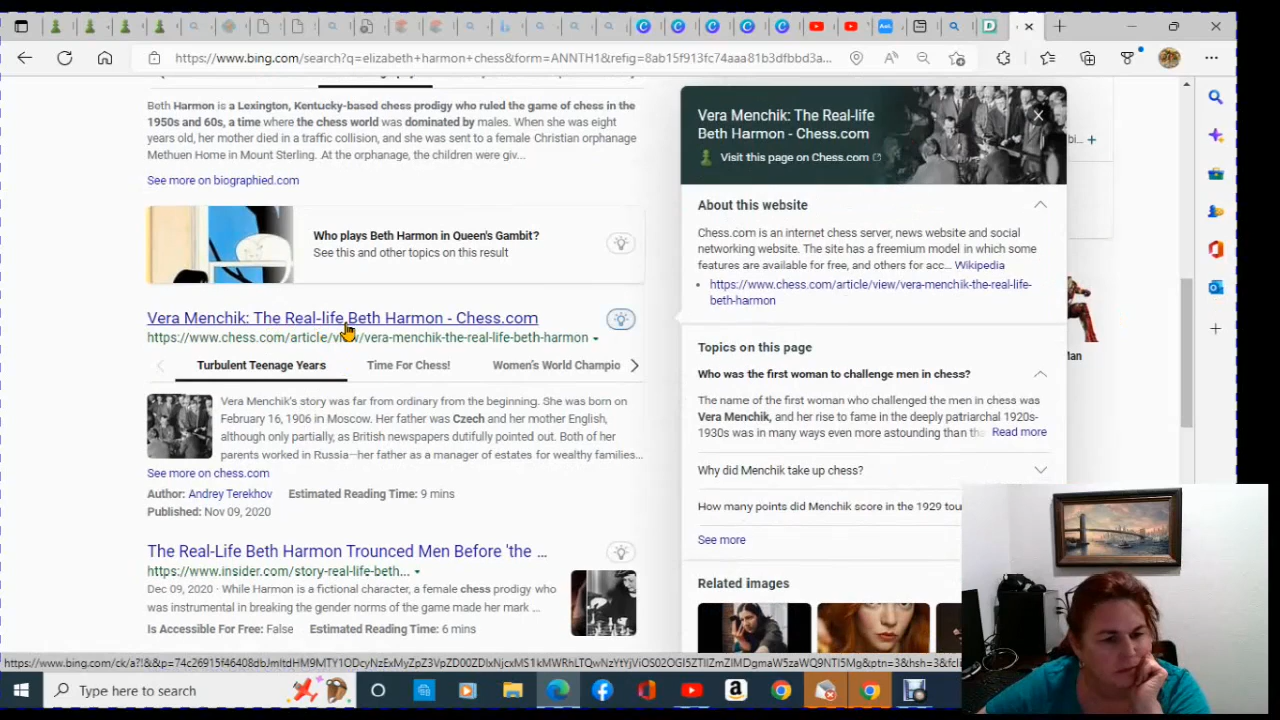 https://www.bing.com/search?q=elizabeth+harmon+chess&form=ANNTH1&refig=8ab15f913fc74aaa81b3dfbbd3a...
Beth Harmon is a Lexington, Kentucky-based chess prodigy who ruled the game of chess in the
1950s and 60s, a time where the chess world was dominated by males. When she was eight
years old, her mother died in a traffic collision, and she was sent to a female Christian orphanage
Methuen Home in Mount Sterling. At the orphanage, the children were giv...
See more on biographied.com
Who plays Beth Harmon in Queen's Gambit?
See this and other topics on this result
Vera Menchik: The Real-life Beth Harmon - Chess.com
https://www.chess.com/article/view/vera-menchik-the-real-life-beth-harmon
Turbulent Teenage Years
Time For Chess!
Women's World Champio
Vera Menchik's story was far from ordinary from the beginning. She was born on
February 16, 1906 in Moscow. Her father was Czech and her mother English,
although only partially, as British newspapers dutifully pointed out. Both of her
parents worked in Russia—her father as a manager of estates for wealthy families...
See more on chess.com
Author: Andrey Terekhov Estimated Reading Time: 9 mins
Published: Nov 09, 2020
The Real-Life Beth Harmon Trounced Men Before 'the ...
https://www.insider.com/story-real-life-beth...
Dec 09, 2020 · While Harmon is a fictional character, a female chess prodigy who
was instrumental in breaking the gender norms of the game made her mark ...
Is Accessible For Free: False Estimated Reading Time: 6 mins
Vera Menchik: The Real-life
Beth Harmon - Chess.com
Visit this page on Chess.com
About this website
Chess.com is an internet chess server, news website and social
networking website. The site has a freemium model in which some
features are available for free, and others for acc... Wikipedia
https://www.chess.com/article/view/vera-menchik-the-real-life-
beth-harmon
Topics on this page
Who was the first woman to challenge men in chess?
The name of the first woman who challenged the men in chess was
Vera Menchik, and her rise to fame in the deeply patriarchal 1920s-
1930s was in many ways even more astounding than tha Read more
Why did Menchik take up chess?
How many points did Menchik score in the 1929 tou
See more
Related images
bi...
Man
Type here to search